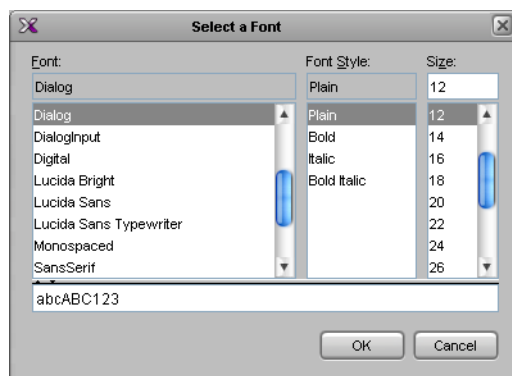 Select a Font
Font: Font Style: Size:
Dialog Plain 12
Dialog Plain 12
DialogInput Bold 14
Digital Italic 16
Lucida Bright Bold Italic 18
Lucida Sans 20
Lucida Sans Typewriter 22
Monospaced 24
SansSerif 26
abcABC123
OK Cancel